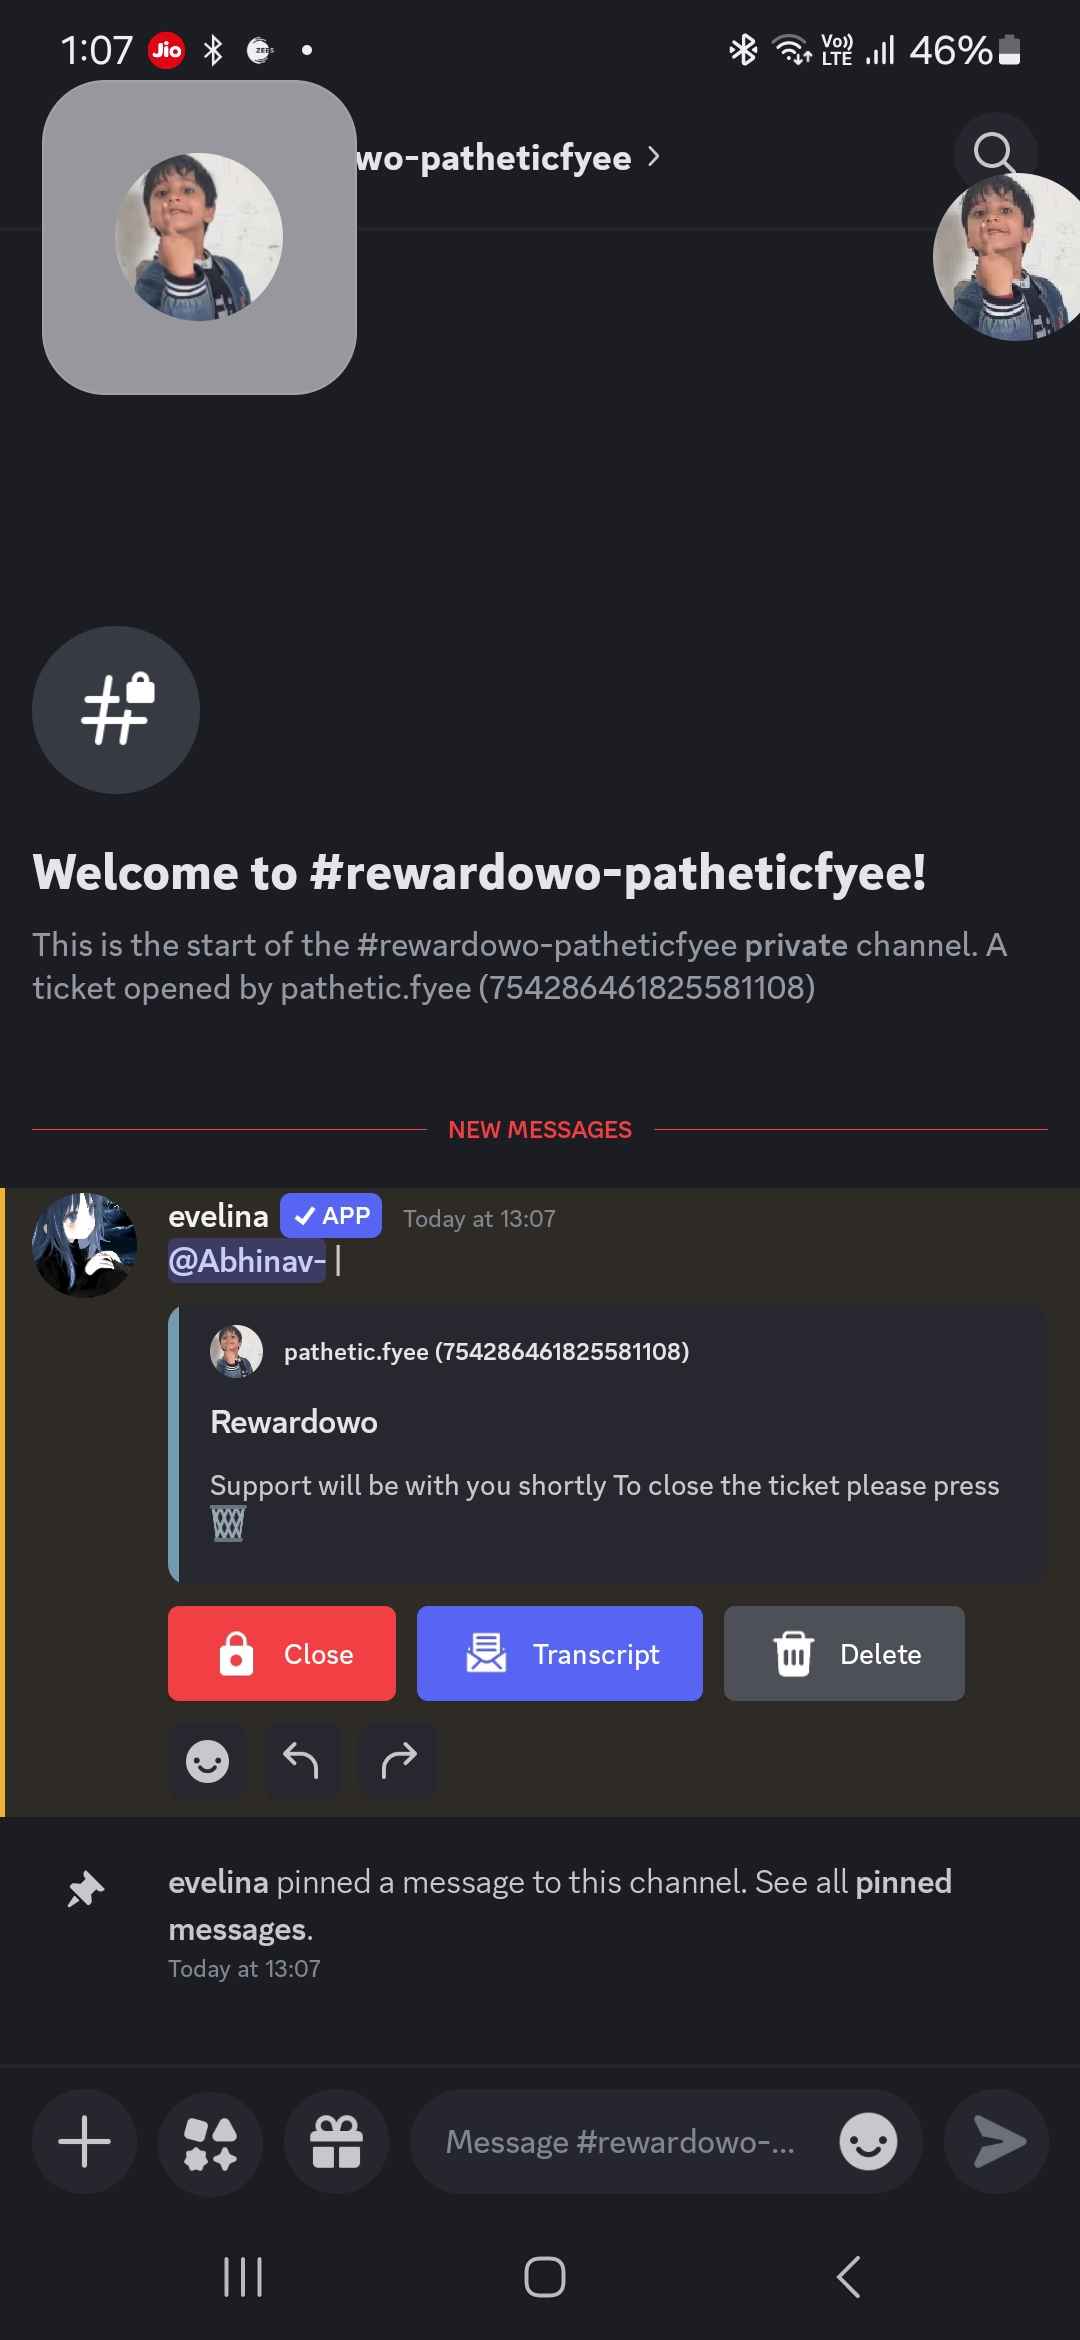 1:07 Jio ZEES Vo)) LTE 46%
wo-patheticfyee
Welcome to #rewardowo-patheticfyee!
This is the start of the #rewardowo-patheticfyee private channel. A
ticket opened by pathetic.fyee (754286461825581108)
NEW MESSAGES
evelina APP Today at 13:07
@Abhinav- |
pathetic.fyee (754286461825581108)
Rewardowo
Support will be with you shortly To close the ticket please press
Close Transcript Delete
evelina pinned a message to this channel. See all pinned
messages.
Today at 13:07
Message #rewardowo-...